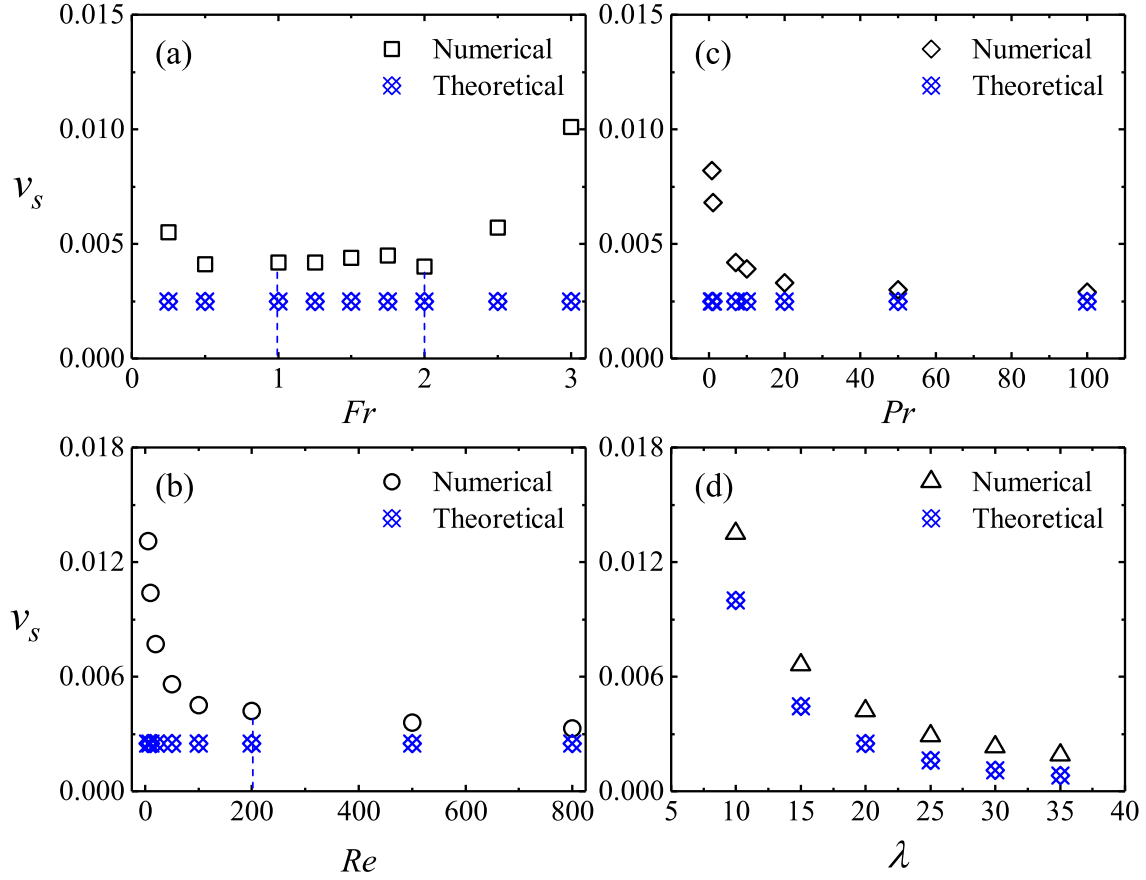 (a)
Numerical
Theoretical
0.015
0.010
0.005
0.000
v_s
0 1 2 3
Fr
(c)
Numerical
Theoretical
0.015
0.010
0.005
0.000
0 20 40 60 80 100
Pr
(b)
Numerical
Theoretical
0.018
0.012
0.006
0.000
v_s
0 200 400 600 800
Re
(d)
Numerical
Theoretical
0.018
0.012
0.006
0.000
5 10 15 20 25 30 35 40
λ